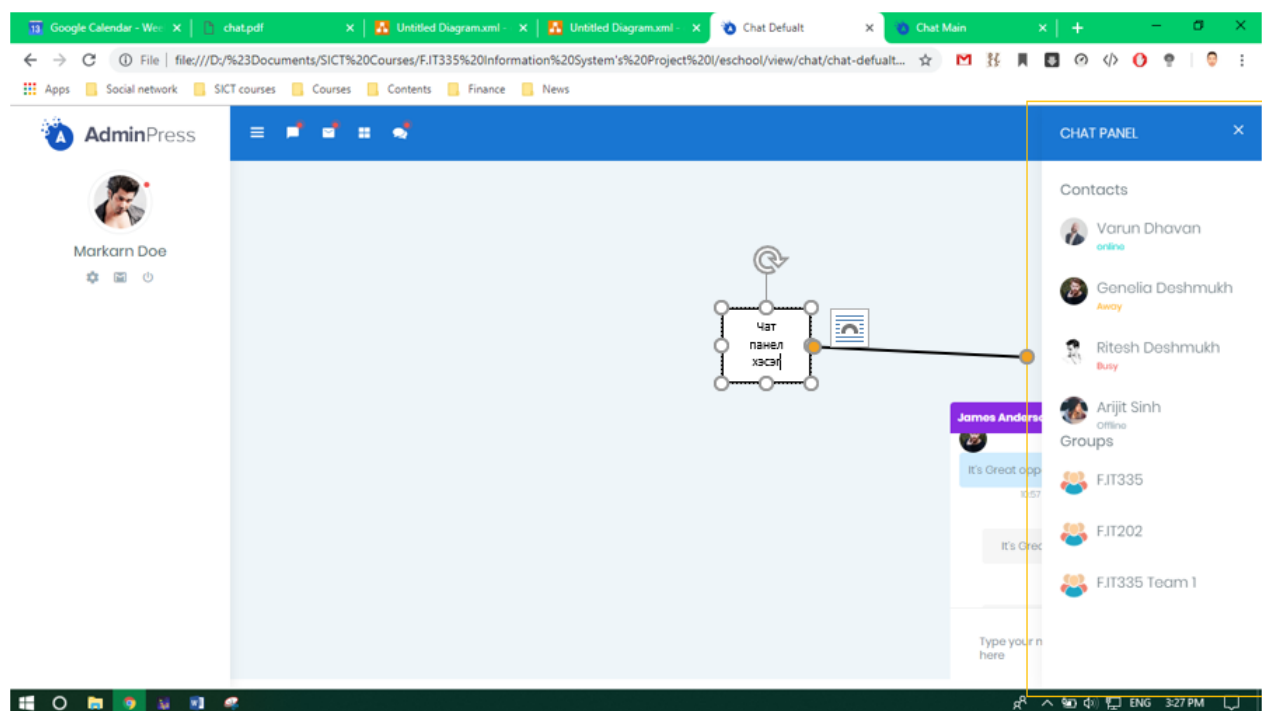 Google Calendar - Wee
chat.pdf
Untitled Diagram.xml -
Untitled Diagram.xml -
Chat Defualt
Chat Main
File | file:///D:/%23Documents/SICT%20Courses/F.IT335%20Information%20System's%20Project%20I/eschool/view/chat/chat-defualt...
Apps
Social network
SICT courses
Courses
Contents
Finance
News
AdminPress
CHAT PANEL
Markarn Doe
Contacts
Varun Dhavan
online
Genelia Deshmukh
Away
Чат
панел
хэсэг
Ritesh Deshmukh
Busy
Arijit Sinh
Offline
James Anderso
Groups
It's Great opp
10:57
F.IT335
It's Grea
F.IT202
F.IT335 Team 1
Type your m
here
ENG
3:27 PM